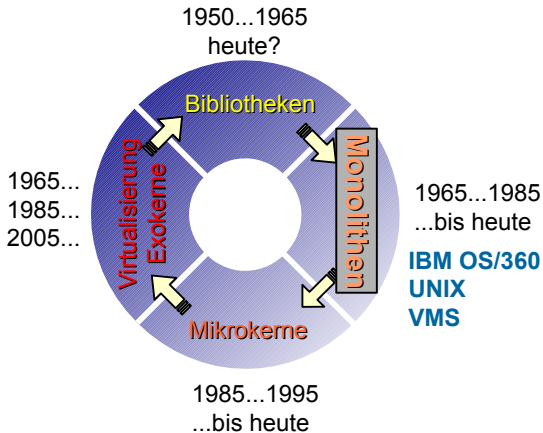 1950...1965
heute?
Bibliotheken
Monolithen
1965...1985
...bis heute
IBM OS/360
UNIX
VMS
Mikrokerne
1985...1995
...bis heute
Virtualisierung
Exokerne
1965...
1985...
2005...